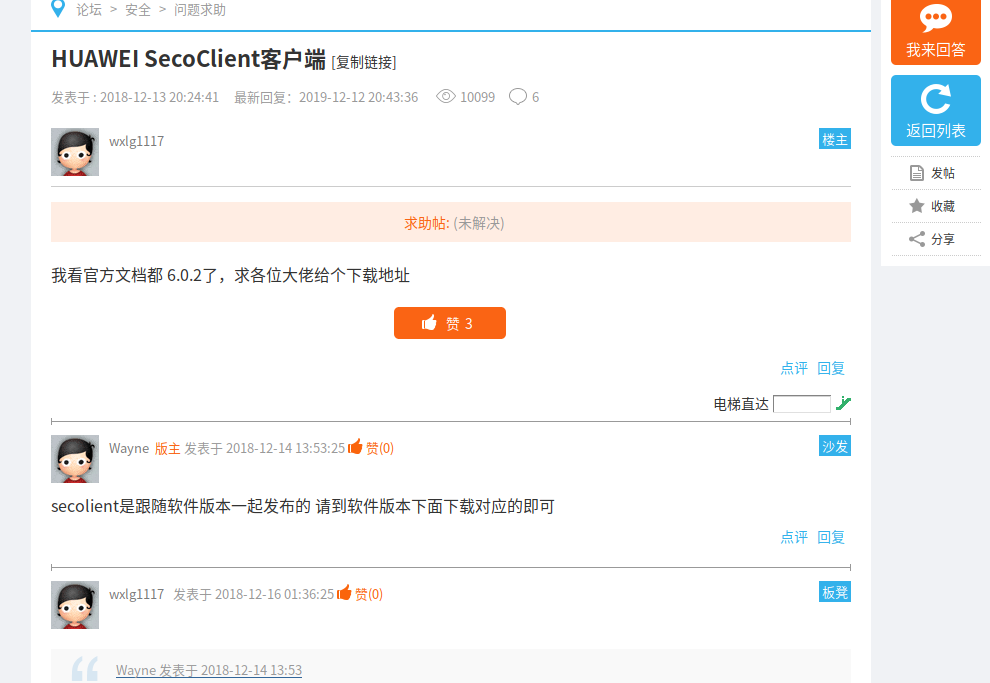 论坛 > 安全 > 问题求助
HUAWEI SecoClient客户端 [复制链接]
发表于 : 2018-12-13 20:24:41 最新回复: 2019-12-12 20:43:36 10099 6
wxlg1117 楼主
求助帖: (未解决)
我看官方文档都 6.0.2了，求各位大佬给个下载地址
赞 3
点评 回复
电梯直达
Wayne 版主 发表于 2018-12-14 13:53:25 赞(0) 沙发
secolient是跟随软件版本一起发布的 请到软件版本下面下载对应的即可
点评 回复
wxlg1117 发表于 2018-12-16 01:36:25 赞(0) 板凳
Wayne 发表于 2018-12-14 13:53
我来回答
返回列表
发帖
收藏
分享